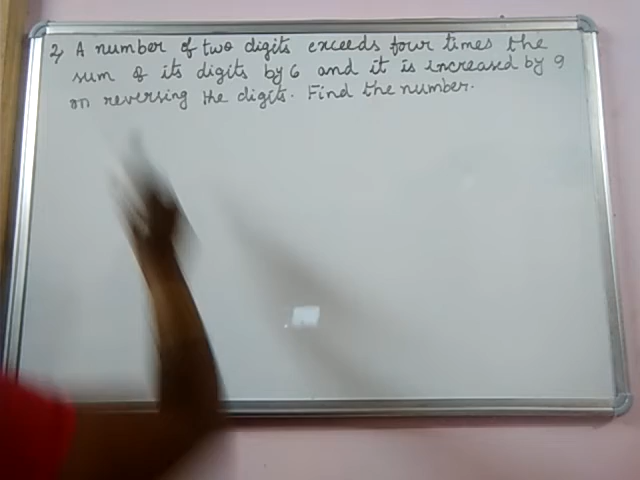 2) A number of two digits exceeds four times the
sum of its digits by 6 and it is increased by 9
on reversing the digits. Find the number.